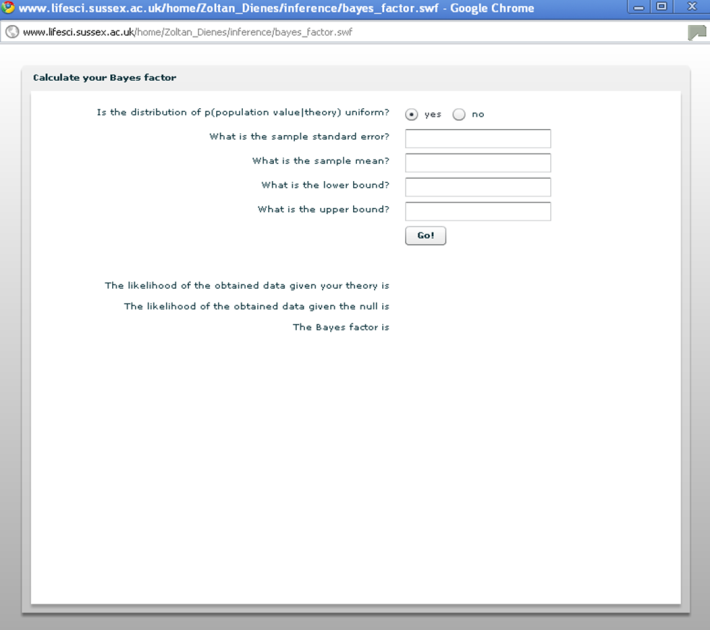 www.lifesci.sussex.ac.uk/home/Zoltan_Dienes/inference/bayes_factor.swf - Google Chrome
www.lifesci.sussex.ac.uk/home/Zoltan_Dienes/inference/bayes_factor.swf
Calculate your Bayes factor
Is the distribution of p(population value|theory) uniform? yes no
What is the sample standard error?
What is the sample mean?
What is the lower bound?
What is the upper bound?
Go!
The likelihood of the obtained data given your theory is
The likelihood of the obtained data given the null is
The Bayes factor is